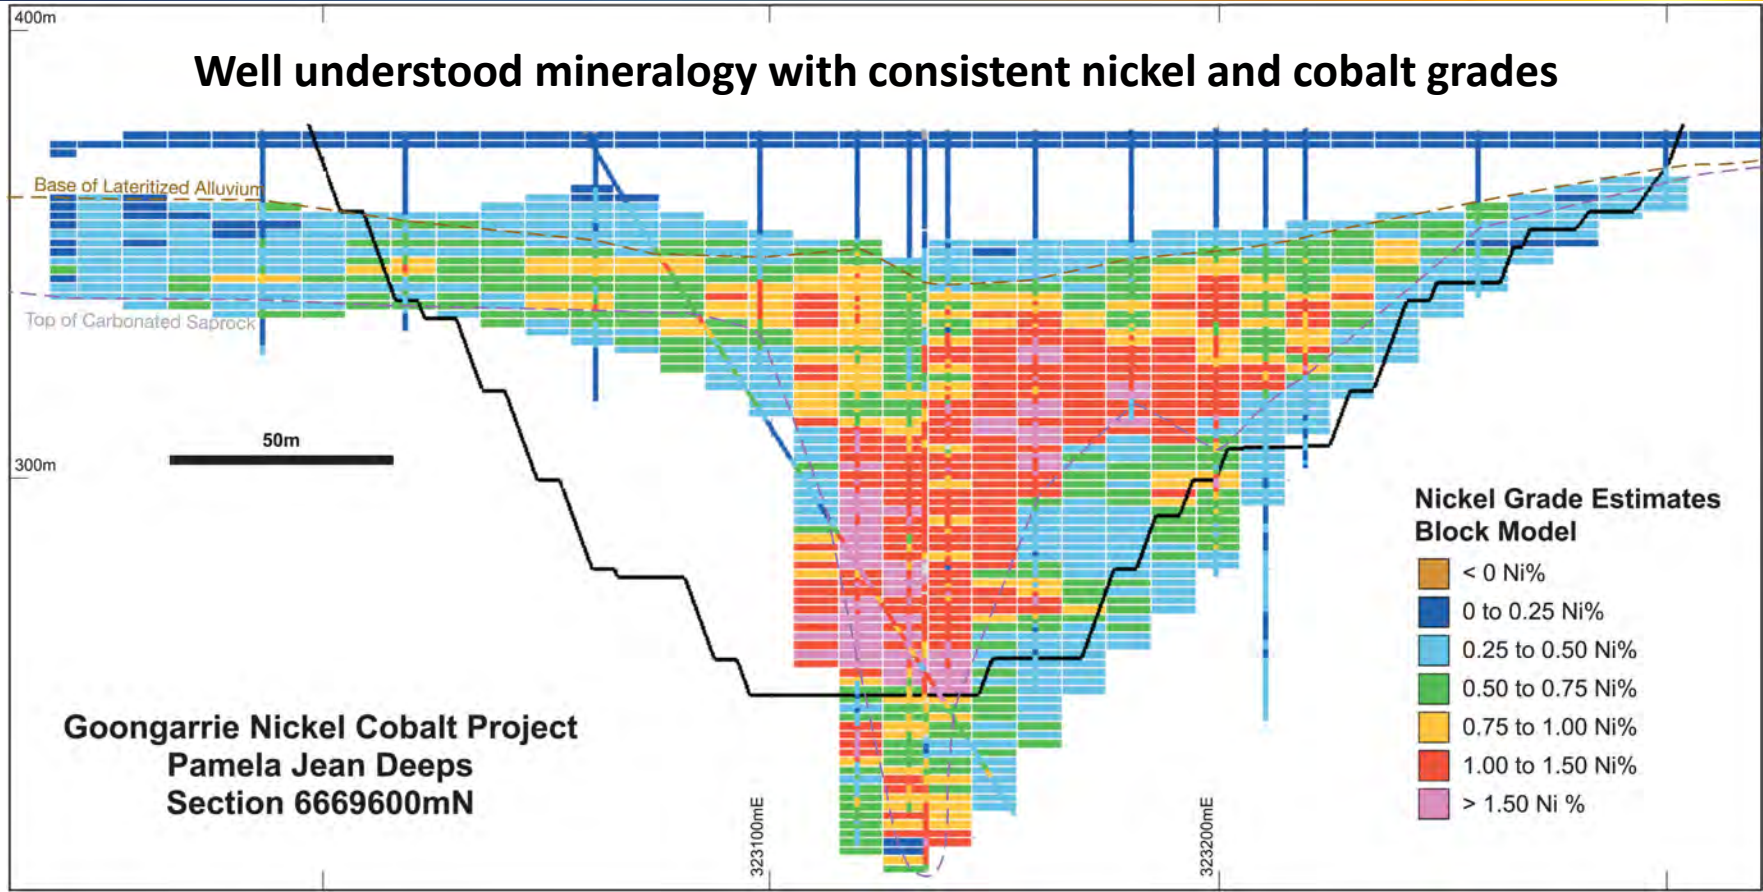 400m
Well understood mineralogy with consistent nickel and cobalt grades
Base of Lateritized Alluvium
Top of Carbonated Saprock
50m
300m
Nickel Grade Estimates
Block Model
< 0 Ni%
0 to 0.25 Ni%
0.25 to 0.50 Ni%
0.50 to 0.75 Ni%
0.75 to 1.00 Ni%
1.00 to 1.50 Ni%
> 1.50 Ni %
Goongarrie Nickel Cobalt Project
Pamela Jean Deeps
Section 6669600mN
323100mE
323200mE